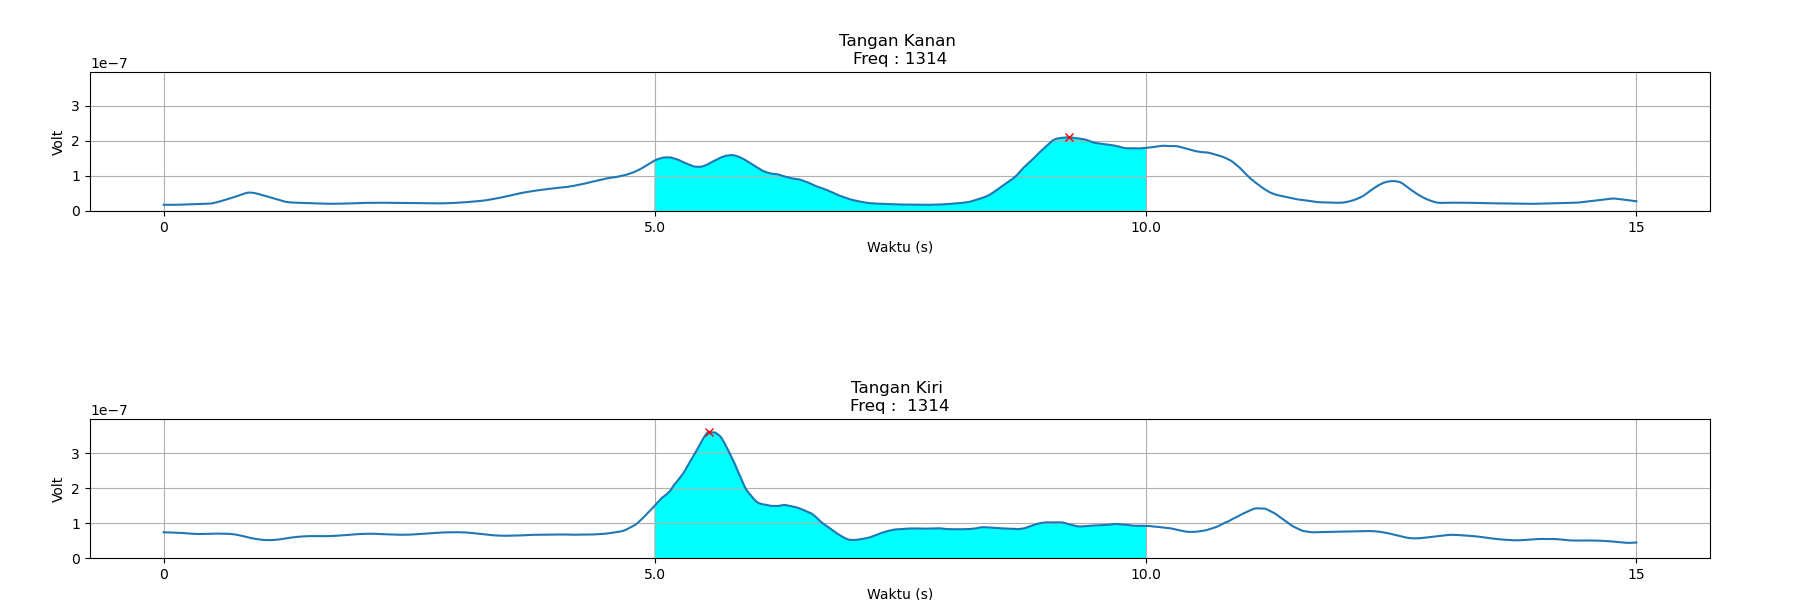 Tangan Kanan
Freq : 1314
1e−7
3
2
1
0
Volt
0 5.0 10.0 15
Waktu (s)
Tangan Kiri
Freq :  1314
1e−7
3
2
1
0
Volt
0 5.0 10.0 15
Waktu (s)